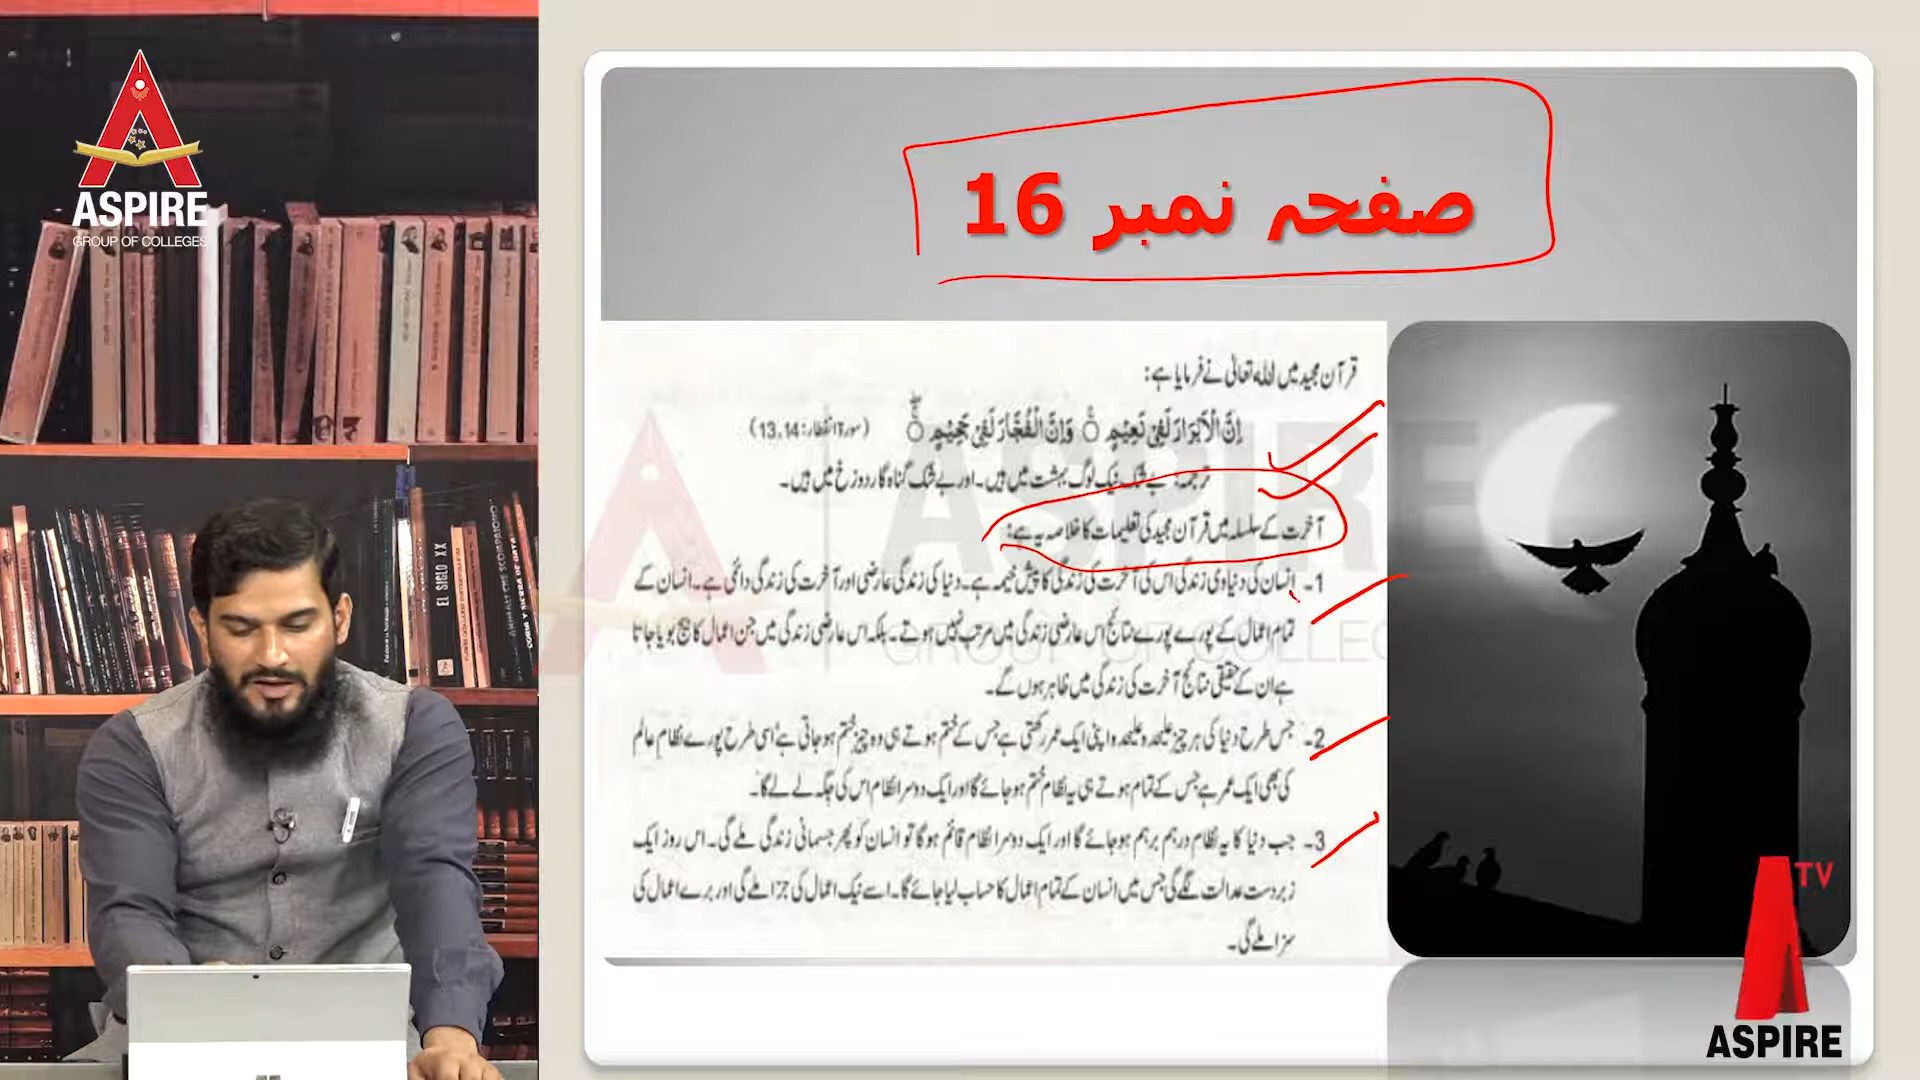 ASPIRE
GROUP OF COLLEGES
صفحہ نمبر 16
قرآن مجید میں اللہ تعالیٰ نے فرمایا ہے:
اِنَّ الْاَبْرَارَ لَفِیْ نَعِیْمٍ ۚ وَاِنَّ الْفُجَّارَ لَفِیْ جَحِیْمٍ ۚ (سورۃ انفطار: 13,14)
ترجمہ: بے شک نیک لوگ بہشت میں ہیں۔ اور بے شک گناہ گار دوزخ میں ہیں۔
آخرت کے سلسلہ میں قرآن مجید کی تعلیمات کا خلاصہ یہ ہے:
1۔ انسان کی دنیاوی زندگی اس کی آخرت کی زندگی کا پیش خیمہ ہے۔ دنیا کی زندگی عارضی اور آخرت کی زندگی دائمی ہے۔ انسان کے
تمام اعمال کے پورے پورے نتائج اس عارضی زندگی میں مرتب نہیں ہوتے۔ بلکہ اس عارضی زندگی میں جن اعمال کا بیج بویا جاتا
ہے ان کے حقیقی نتائج آخرت کی زندگی میں ظاہر ہوں گے۔
2۔ جس طرح دنیا کی ہر چیز علیحدہ علیحدہ اپنی ایک عمر رکھتی ہے جس کے ختم ہوتے ہی وہ چیز ختم ہو جاتی ہے اسی طرح پورے نظام عالم
کی بھی ایک عمر ہے جس کے تمام ہوتے ہی یہ نظام ختم ہو جائے گا اور ایک دوسرا نظام اس کی جگہ لے لے گا۔
3۔ جب دنیا کا یہ نظام درہم برہم ہو جائے گا اور ایک دوسرا نظام قائم ہوگا تو انسان کو پھر جسمانی زندگی ملے گی۔ اس روز ایک
زبردست عدالت لگے گی جس میں انسان کے تمام اعمال کا حساب لیا جائے گا۔ اسے نیک اعمال کی جزا ملے گی اور برے اعمال کی
سزا ملے گی۔
ASPIRE
GROUP OF COLLEGES
EL SIGLO XX
TV
ASPIRE